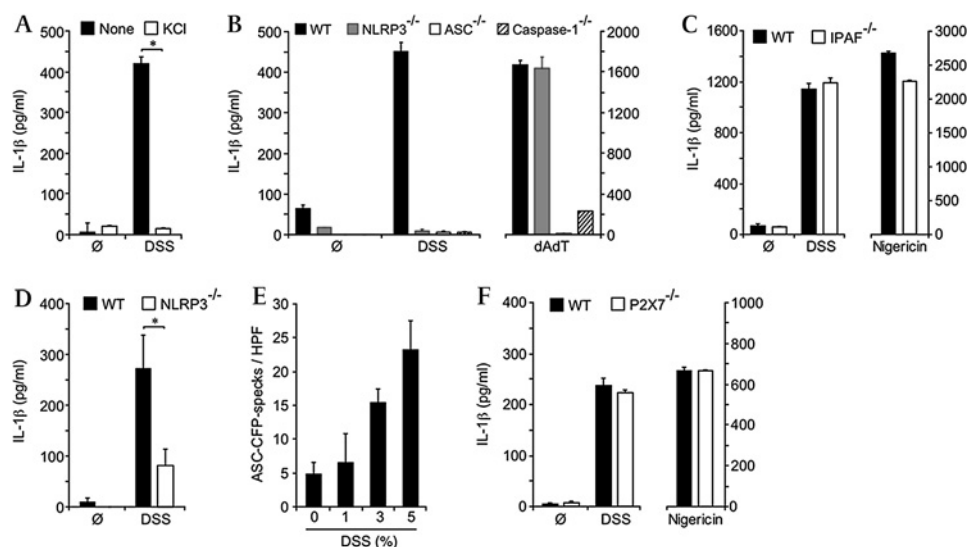 A
None KCl
IL-1β (pg/ml)
500
400
300
200
100
0
*
Ø DSS
B
WT NLRP3-/- ASC-/- Caspase-1-/-
IL-1β (pg/ml)
500
400
300
200
100
0
2000
1600
1200
800
400
0
Ø DSS dAdT
C
WT IPAF-/-
IL-1β (pg/ml)
1600
1200
800
400
0
3000
2500
2000
1500
1000
500
0
Ø DSS Nigericin
D
WT NLRP3-/-
IL-1β (pg/ml)
400
300
200
100
0
*
Ø DSS
E
ASC-CFP-specks / HPF
30
25
20
15
10
5
0
0 1 3 5
DSS (%)
F
WT P2X7-/-
IL-1β (pg/ml)
400
300
200
100
0
1000
800
600
400
200
0
Ø DSS Nigericin